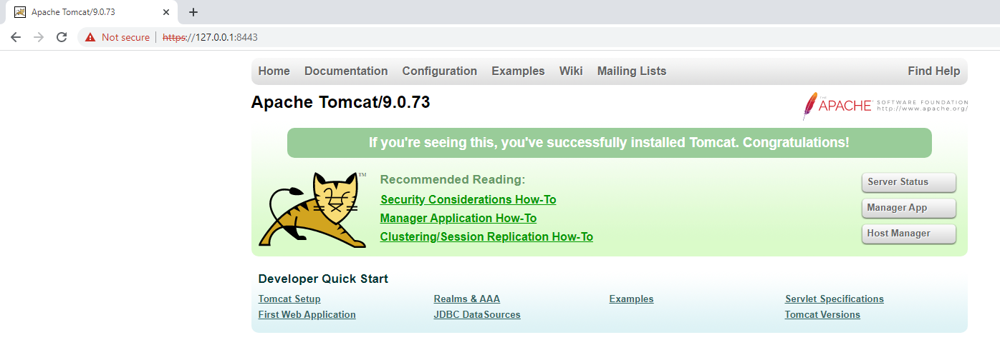 Apache Tomcat/9.0.73
Not secure https://127.0.0.1:8443
Home Documentation Configuration Examples Wiki Mailing Lists Find Help
Apache Tomcat/9.0.73
THE APACHE® SOFTWARE FOUNDATION
http://www.apache.org/
If you're seeing this, you've successfully installed Tomcat. Congratulations!
TM
Recommended Reading:
Security Considerations How-To
Manager Application How-To
Clustering/Session Replication How-To
Server Status
Manager App
Host Manager
Developer Quick Start
Tomcat Setup Realms & AAA Examples Servlet Specifications
First Web Application JDBC DataSources Tomcat Versions